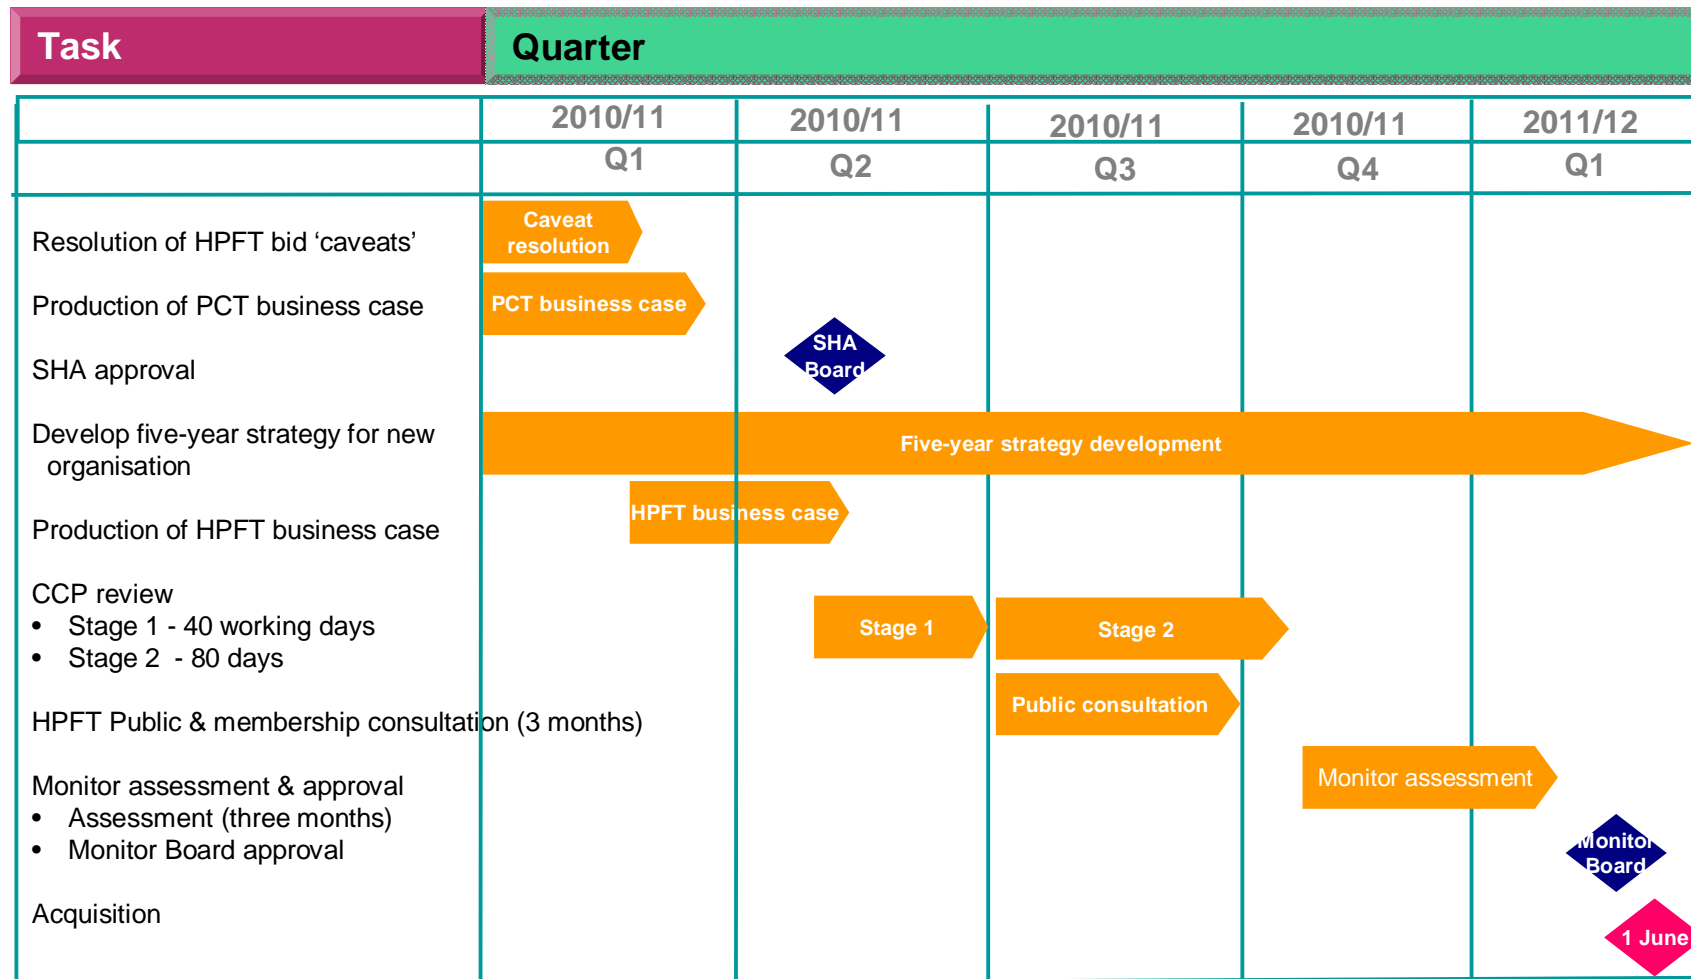 Task
Quarter
2010/11
2010/11
2010/11
2010/11
2011/12
Q1
Q2
Q3
Q4
Q1
Resolution of HPFT bid ‘caveats’
Caveat
resolution
Production of PCT business case
PCT business case
SHA approval
SHA
Board
Develop five-year strategy for new
organisation
Five-year strategy development
Production of HPFT business case
HPFT business case
CCP review
• Stage 1 - 40 working days
• Stage 2 - 80 days
Stage 1
Stage 2
HPFT Public & membership consultation (3 months)
Public consultation
Monitor assessment & approval
• Assessment (three months)
• Monitor Board approval
Monitor assessment
Monitor
Board
Acquisition
1 June